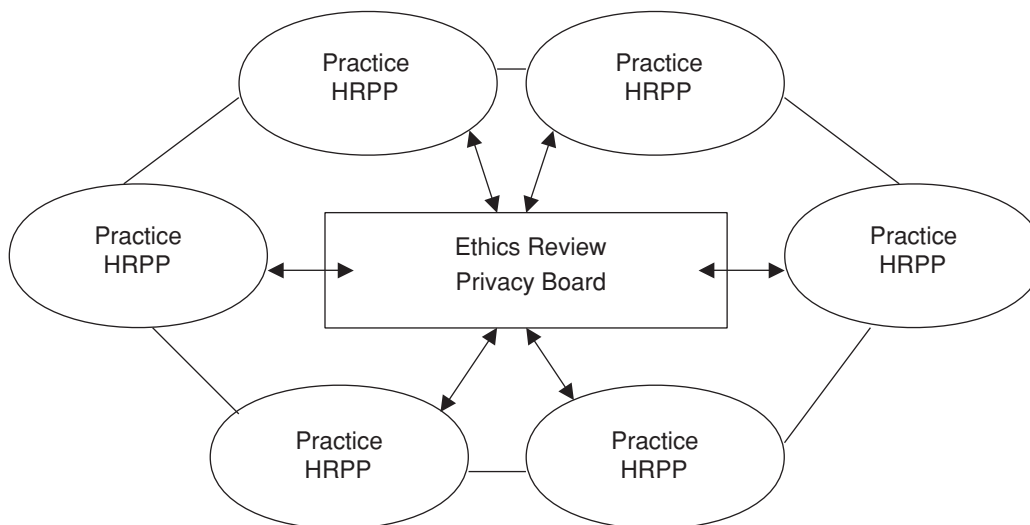 Practice
HRPP
Practice
HRPP
Practice
HRPP
Ethics Review
Privacy Board
Practice
HRPP
Practice
HRPP
Practice
HRPP